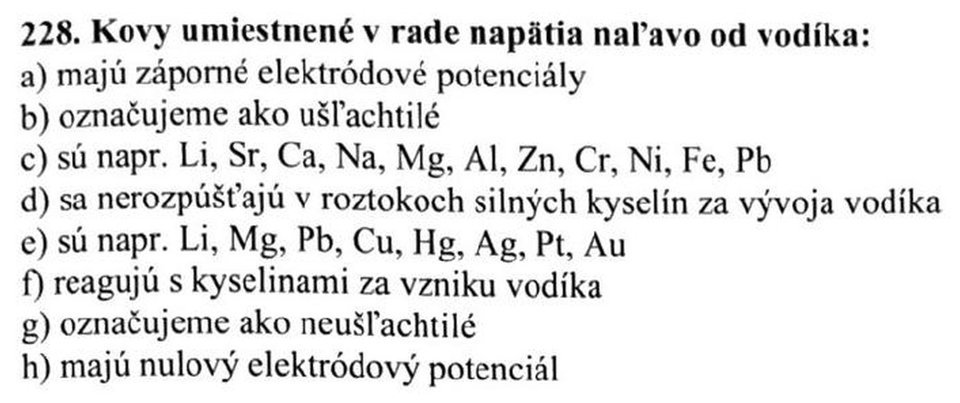 228. Kovy umiestnené v rade napätia naľavo od vodíka:
a) majú záporné elektródové potenciály
b) označujeme ako ušľachtilé
c) sú napr. Li, Sr, Ca, Na, Mg, Al, Zn, Cr, Ni, Fe, Pb
d) sa nerozpúšťajú v roztokoch silných kyselín za vývoja vodíka
e) sú napr. Li, Mg, Pb, Cu, Hg, Ag, Pt, Au
f) reagujú s kyselinami za vzniku vodíka
g) označujeme ako neušľachtilé
h) majú nulový elektródový potenciál